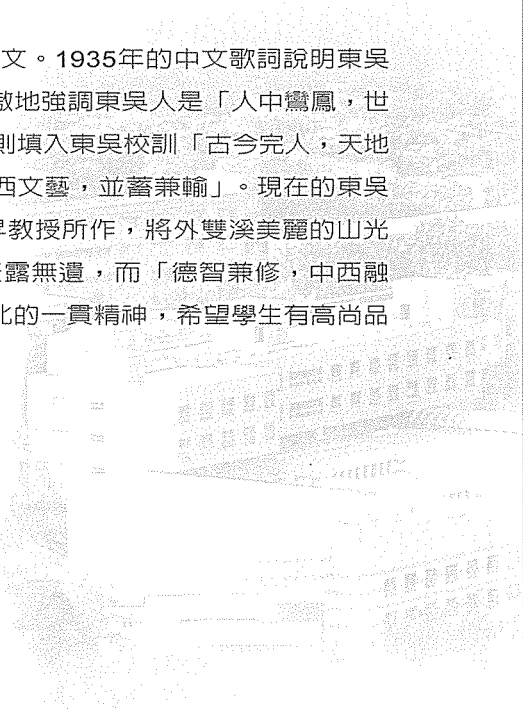 文。1935年的中文歌詞說明東吳
傲地強調東吳人是「人中鸞鳳，世
則填入東吳校訓「古今完人，天地
西文藝，並蓄兼輸」。現在的東吳
教授所作，將外雙溪美麗的山光
露無遺，而「德智兼修，中西融
化的一貫精神，希望學生有高尚品